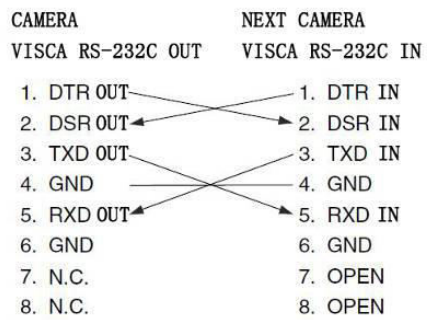 CAMERA NEXT CAMERA
VISCA RS-232C OUT VISCA RS-232C IN
1. DTR OUT 1. DTR IN
2. DSR OUT 2. DSR IN
3. TXD OUT 3. TXD IN
4. GND 4. GND
5. RXD OUT 5. RXD IN
6. GND 6. GND
7. N.C. 7. OPEN
8. N.C. 8. OPEN